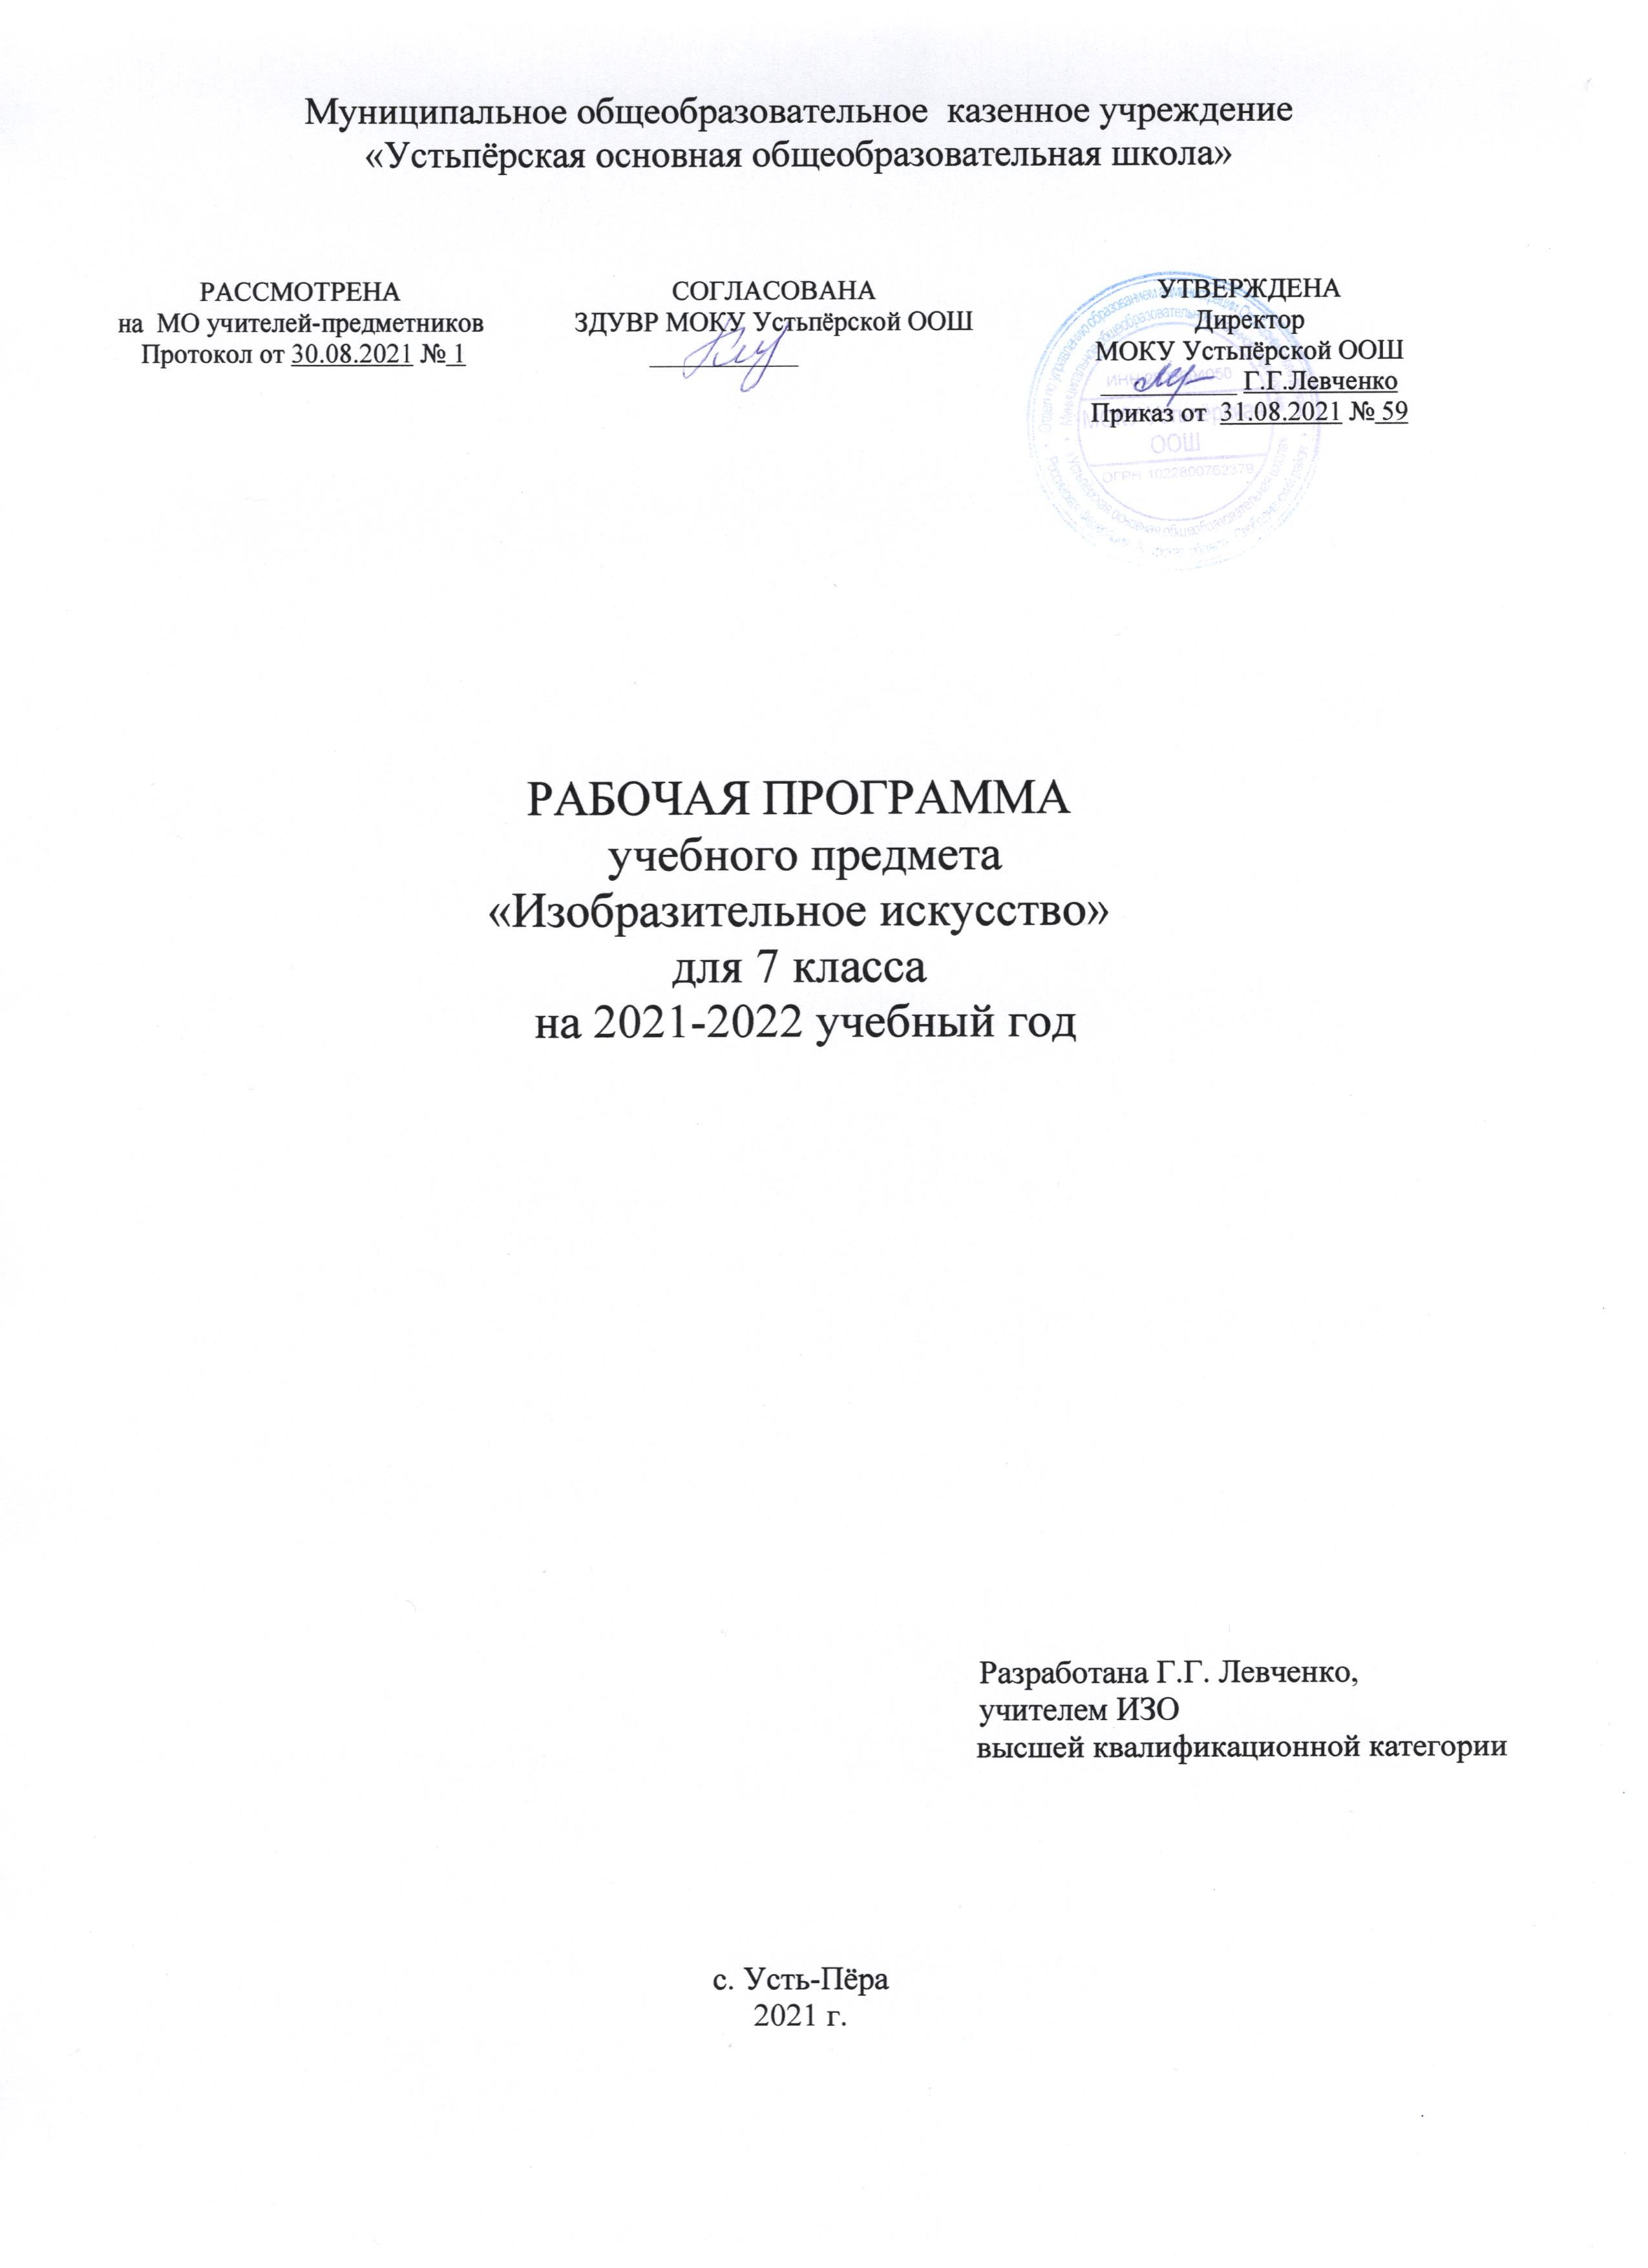 Муниципальное общеобразовательное казенное учреждение
«Устьпёрская основная общеобразовательная школа»
РАССМОТРЕНА
на МО учителей-предметников
Протокол от 30.08.2021 № 1
СОГЛАСОВАНА
ЗДУВР МОКУ Устьпёрской ООШ
УТВЕРЖДЕНА
Директор
МОКУ Устьпёрской ООШ
Г.Г.Левченко
Приказ от 31.08.2021 № 59
ООШ
ОГРН 1022800762379
РАБОЧАЯ ПРОГРАММА
учебного предмета
«Изобразительное искусство»
для 7 класса
на 2021-2022 учебный год
Разработана Г.Г. Левченко,
учителем ИЗО
высшей квалификационной категории
с. Усть-Пёра
2021 г.